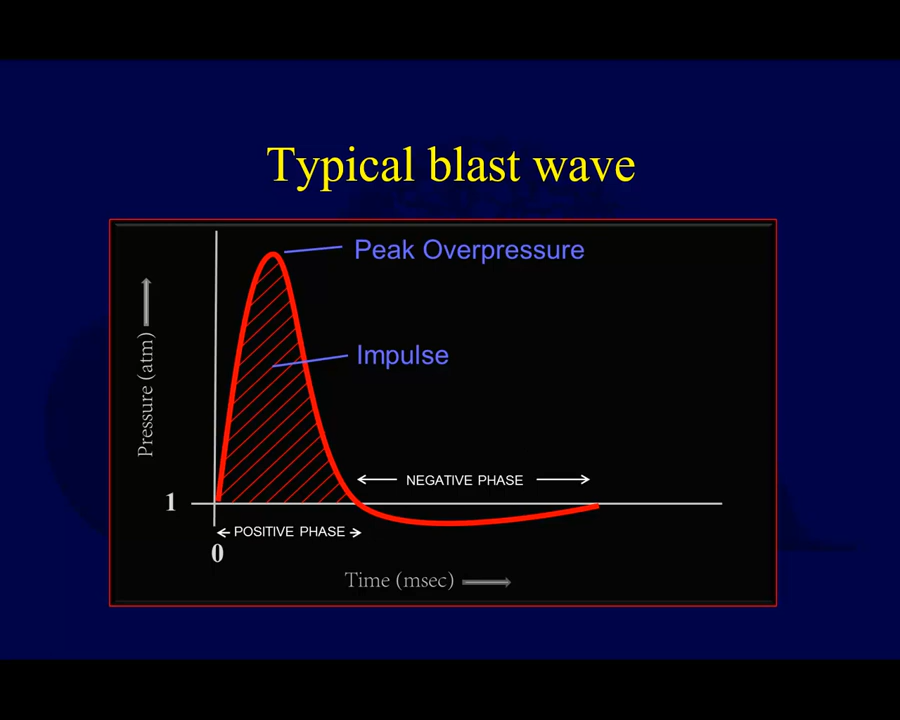 Typical blast wave
Peak Overpressure
Impulse
Pressure (atm)
NEGATIVE PHASE
1
POSITIVE PHASE
0
Time (msec)